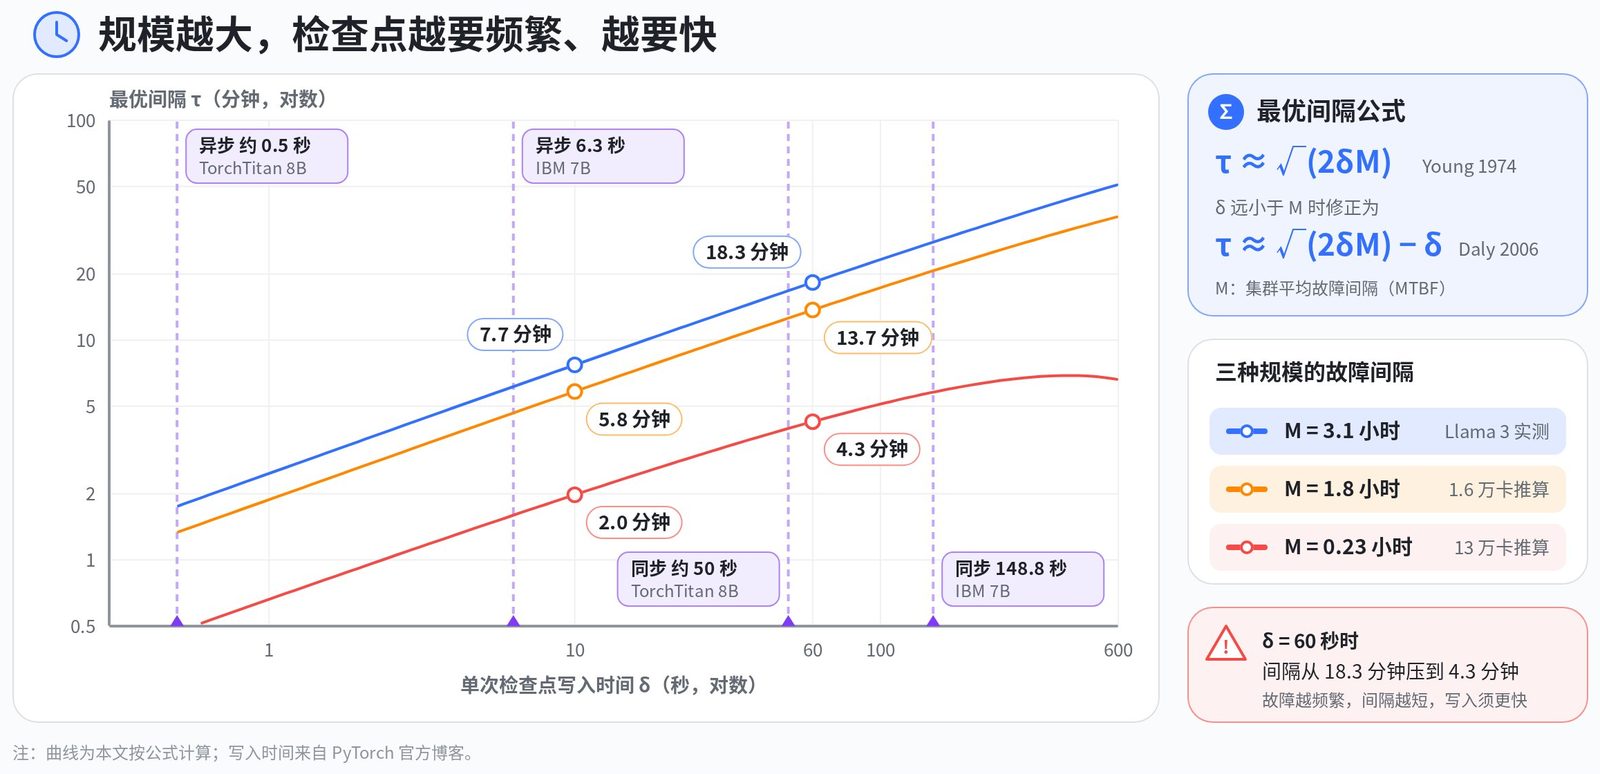 规模越大，检查点越要频繁、越要快
最优间隔 τ（分钟，对数）
100
50
20
10
5
2
1
0.5
异步 约 0.5 秒
TorchTitan 8B
异步 6.3 秒
IBM 7B
18.3 分钟
7.7 分钟
13.7 分钟
5.8 分钟
4.3 分钟
2.0 分钟
同步 约 50 秒
TorchTitan 8B
同步 148.8 秒
IBM 7B
1
10
60
100
600
单次检查点写入时间 δ（秒，对数）
Σ 最优间隔公式
τ ≈ √(2δM) Young 1974
δ 远小于 M 时修正为
τ ≈ √(2δM) − δ Daly 2006
M：集群平均故障间隔（MTBF）
三种规模的故障间隔
M = 3.1 小时 Llama 3 实测
M = 1.8 小时 1.6 万卡推算
M = 0.23 小时 13 万卡推算
! δ = 60 秒时
间隔从 18.3 分钟压到 4.3 分钟
故障越频繁，间隔越短，写入须更快
注：曲线为本文按公式计算；写入时间来自 PyTorch 官方博客。